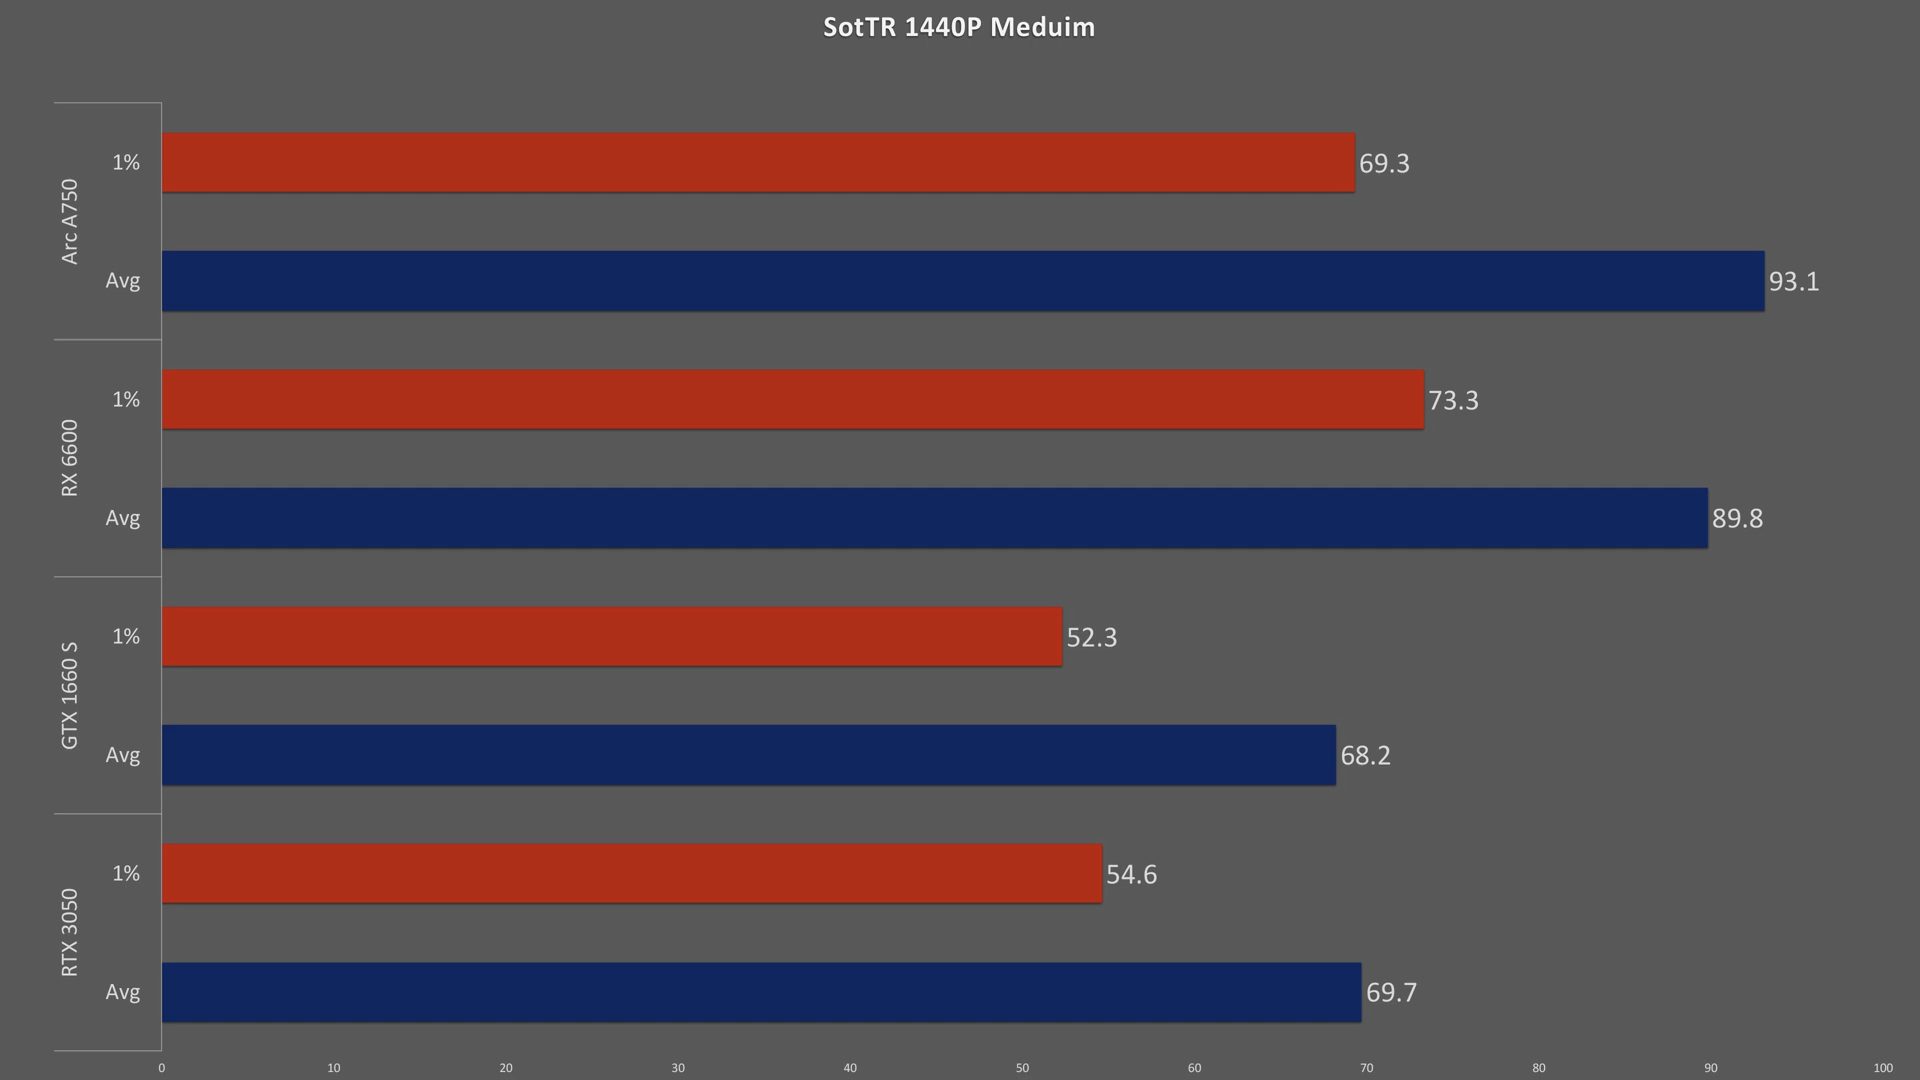 SotTR 1440P Meduim
Arc A750
1%
69.3
Avg
93.1
RX 6600
1%
73.3
Avg
89.8
GTX 1660 S
1%
52.3
Avg
68.2
RTX 3050
1%
54.6
Avg
69.7
0 10 20 30 40 50 60 70 80 90 100